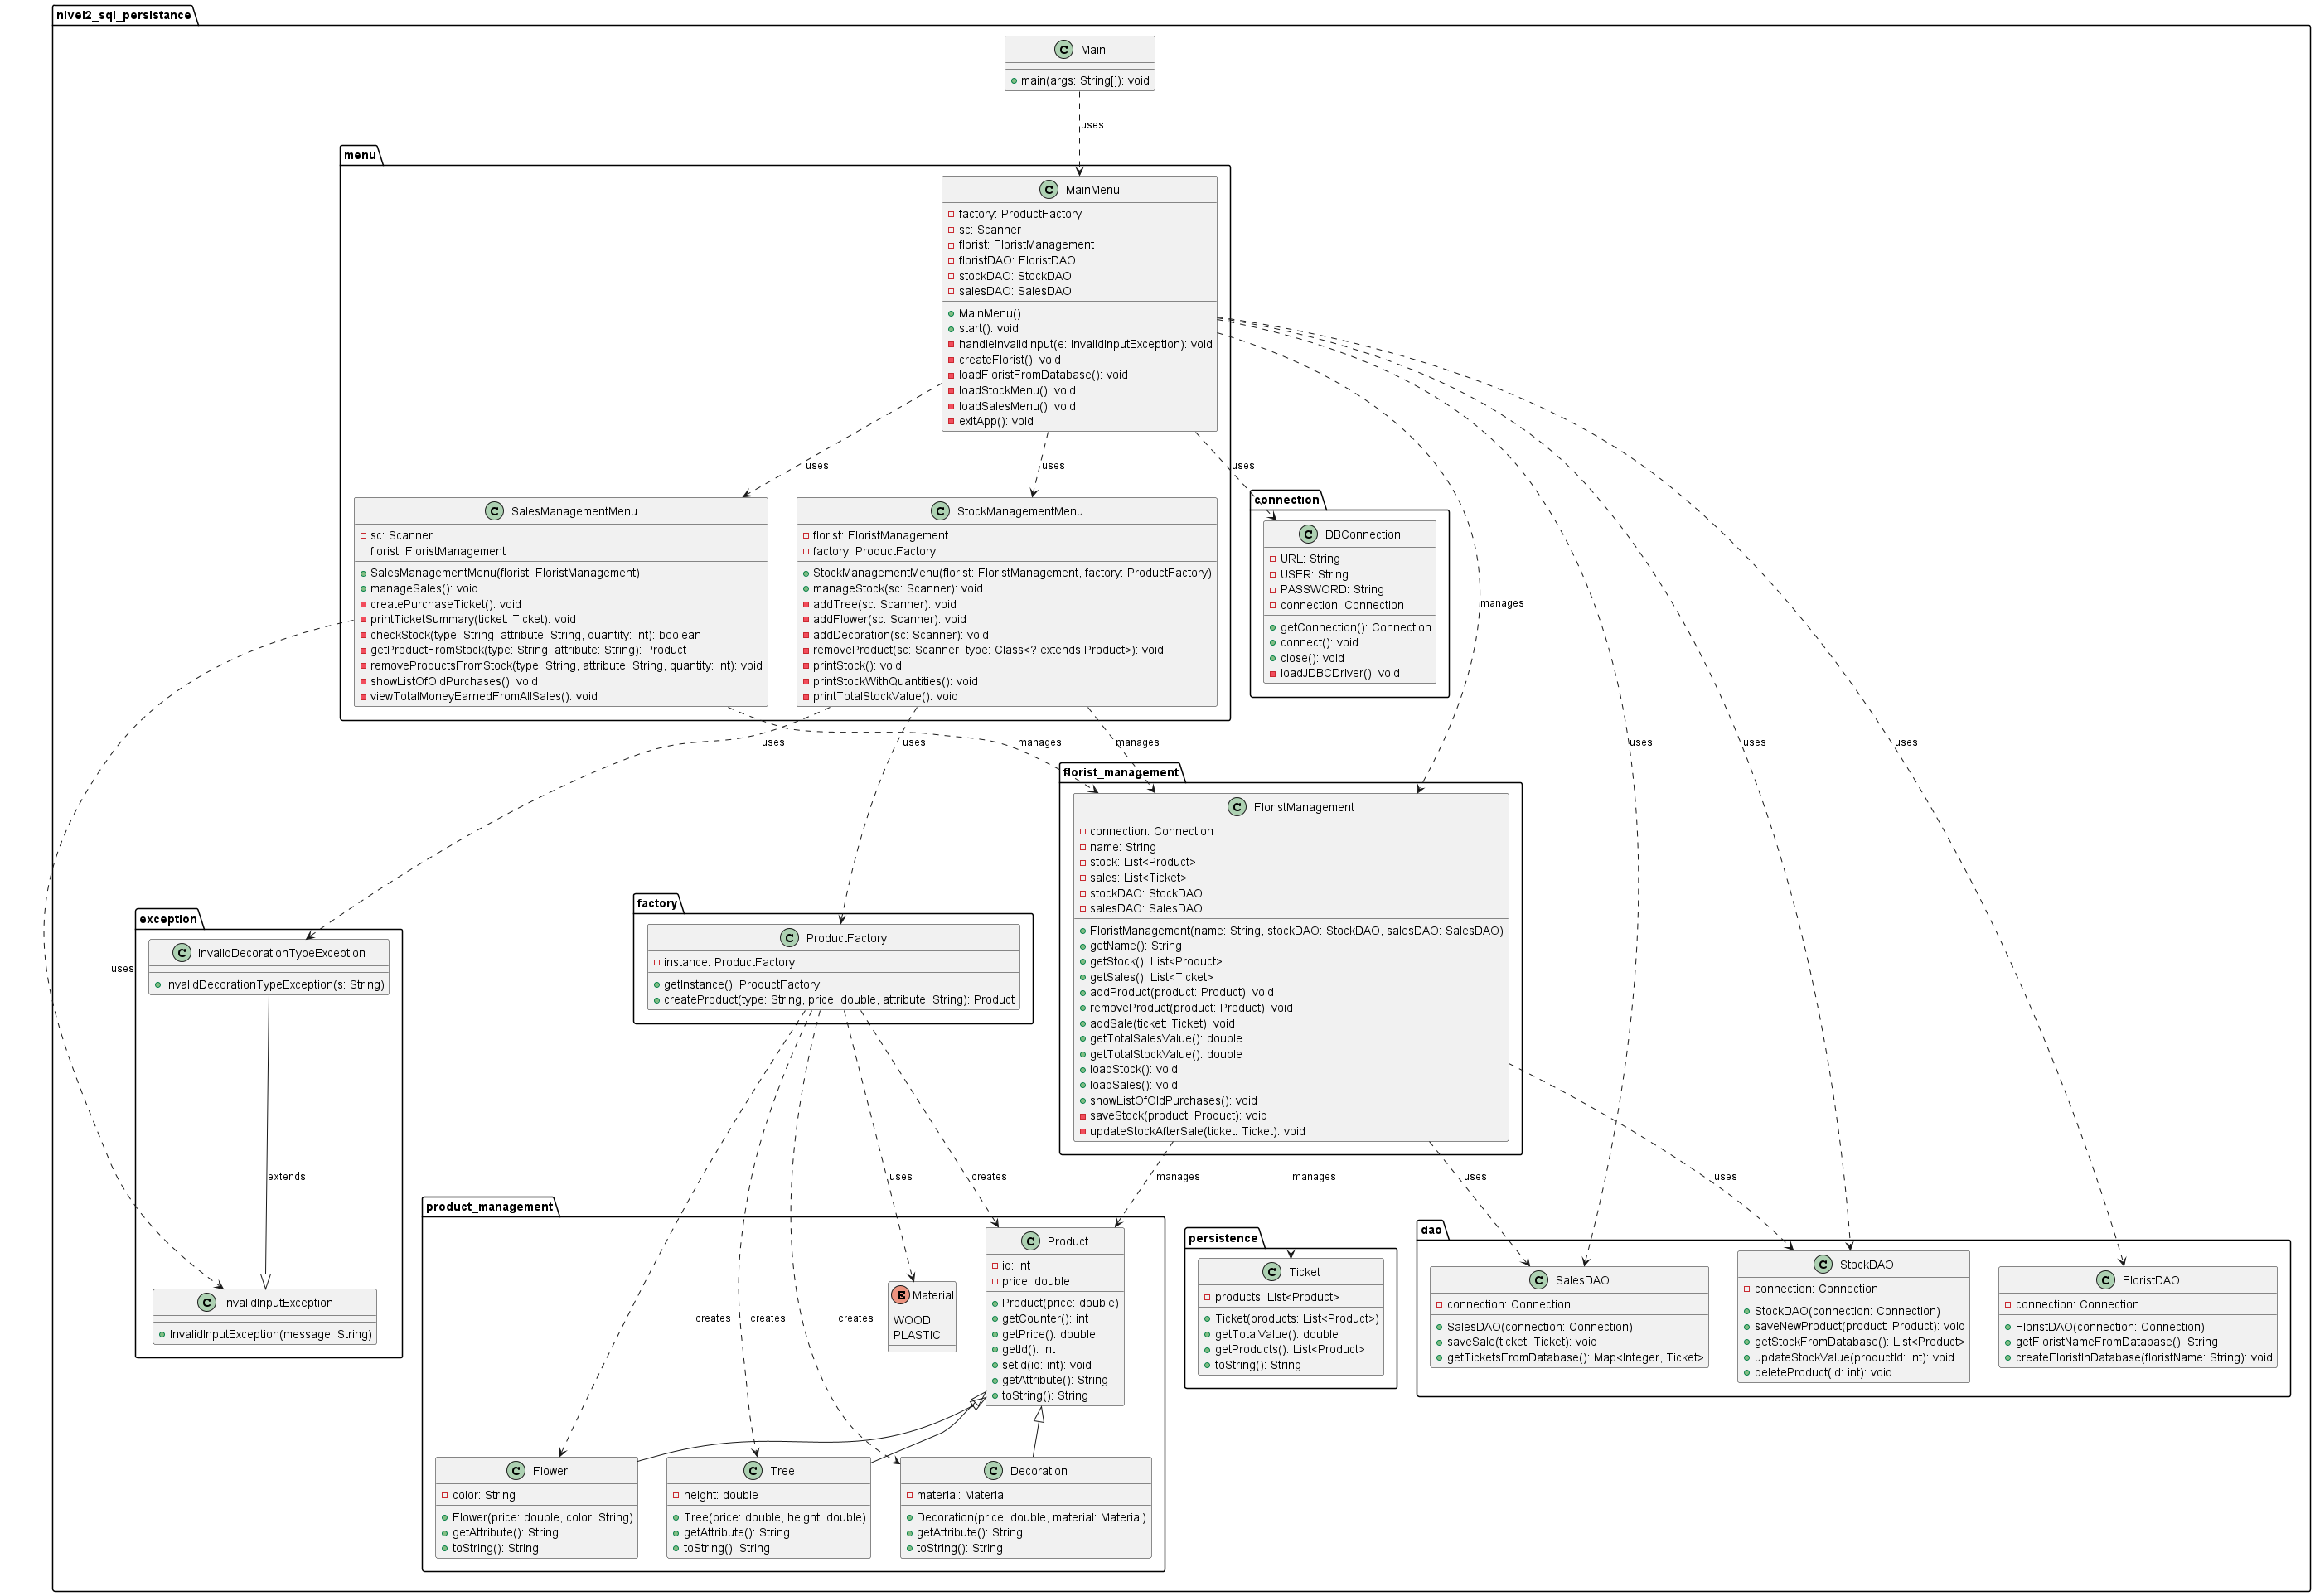 nivel2_sql_persistance
Main
main(args: String[]): void
uses
menu
MainMenu
factory: ProductFactory
sc: Scanner
florist: FloristManagement
floristDAO: FloristDAO
stockDAO: StockDAO
salesDAO: SalesDAO
MainMenu()
start(): void
handleInvalidInput(e: InvalidInputException): void
createFlorist(): void
loadFloristFromDatabase(): void
loadStockMenu(): void
loadSalesMenu(): void
exitApp(): void
uses
uses
uses
SalesManagementMenu
sc: Scanner
florist: FloristManagement
SalesManagementMenu(florist: FloristManagement)
manageSales(): void
createPurchaseTicket(): void
printTicketSummary(ticket: Ticket): void
checkStock(type: String, attribute: String, quantity: int): boolean
getProductFromStock(type: String, attribute: String): Product
removeProductsFromStock(type: String, attribute: String, quantity: int): void
showListOfOldPurchases(): void
viewTotalMoneyEarnedFromAllSales(): void
StockManagementMenu
florist: FloristManagement
factory: ProductFactory
StockManagementMenu(florist: FloristManagement, factory: ProductFactory)
manageStock(sc: Scanner): void
addTree(sc: Scanner): void
addFlower(sc: Scanner): void
addDecoration(sc: Scanner): void
removeProduct(sc: Scanner, type: Class<? extends Product>): void
printStock(): void
printStockWithQuantities(): void
printTotalStockValue(): void
connection
DBConnection
URL: String
USER: String
PASSWORD: String
connection: Connection
getConnection(): Connection
connect(): void
close(): void
loadJDBCDriver(): void
manages
uses
uses
manages
manages
uses
uses
uses
florist_management
FloristManagement
connection: Connection
name: String
stock: List<Product>
sales: List<Ticket>
stockDAO: StockDAO
salesDAO: SalesDAO
FloristManagement(name: String, stockDAO: StockDAO, salesDAO: SalesDAO)
getName(): String
getStock(): List<Product>
getSales(): List<Ticket>
addProduct(product: Product): void
removeProduct(product: Product): void
addSale(ticket: Ticket): void
getTotalSalesValue(): double
getTotalStockValue(): double
loadStock(): void
loadSales(): void
showListOfOldPurchases(): void
saveStock(product: Product): void
updateStockAfterSale(ticket: Ticket): void
uses
exception
InvalidDecorationTypeException
InvalidDecorationTypeException(s: String)
extends
InvalidInputException
InvalidInputException(message: String)
factory
ProductFactory
instance: ProductFactory
getInstance(): ProductFactory
createProduct(type: String, price: double, attribute: String): Product
uses
creates
manages
manages
uses
uses
creates
creates
creates
product_management
Material
WOOD
PLASTIC
Product
id: int
price: double
Product(price: double)
getCounter(): int
getPrice(): double
getId(): int
setId(id: int): void
getAttribute(): String
toString(): String
Flower
color: String
Flower(price: double, color: String)
getAttribute(): String
toString(): String
Tree
height: double
Tree(price: double, height: double)
getAttribute(): String
toString(): String
Decoration
material: Material
Decoration(price: double, material: Material)
getAttribute(): String
toString(): String
persistence
Ticket
products: List<Product>
Ticket(products: List<Product>)
getTotalValue(): double
getProducts(): List<Product>
toString(): String
dao
SalesDAO
connection: Connection
SalesDAO(connection: Connection)
saveSale(ticket: Ticket): void
getTicketsFromDatabase(): Map<Integer, Ticket>
StockDAO
connection: Connection
StockDAO(connection: Connection)
saveNewProduct(product: Product): void
getStockFromDatabase(): List<Product>
updateStockValue(productId: int): void
deleteProduct(id: int): void
FloristDAO
connection: Connection
FloristDAO(connection: Connection)
getFloristNameFromDatabase(): String
createFloristInDatabase(floristName: String): void